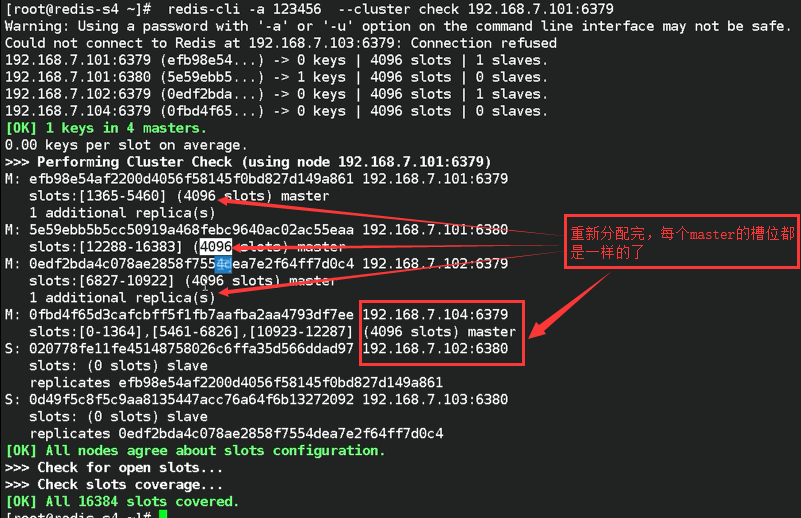 [root@redis-s4 ~]#  redis-cli -a 123456  --cluster check 192.168.7.101:6379
Warning: Using a password with '-a' or '-u' option on the command line interface may not be safe.
Could not connect to Redis at 192.168.7.103:6379: Connection refused
192.168.7.101:6379 (efb98e54...) -> 0 keys | 4096 slots | 1 slaves.
192.168.7.101:6380 (5e59ebb5...) -> 1 keys | 4096 slots | 0 slaves.
192.168.7.102:6379 (0edf2bda...) -> 0 keys | 4096 slots | 1 slaves.
192.168.7.104:6379 (0fbd4f65...) -> 0 keys | 4096 slots | 0 slaves.
[OK] 1 keys in 4 masters.
0.00 keys per slot on average.
>>> Performing Cluster Check (using node 192.168.7.101:6379)
M: efb98e54af2200d4056f58145f0bd827d149a861 192.168.7.101:6379
slots:[1365-5460] (4096 slots) master
1 additional replica(s)
M: 5e59ebb5b5cc50919a468febc9640ac02ac55eaa 192.168.7.101:6380
slots:[12288-16383] (4096 slots) master
M: 0edf2bda4c078ae2858f7554dea7e2f64ff7d0c4 192.168.7.102:6379
slots:[6827-10922] (4096 slots) master
1 additional replica(s)
重新分配完，每个master的槽位都
是一样的了
M: 0fbd4f65d3cafcbff5f1fb7aafba2aa4793df7ee 192.168.7.104:6379
slots:[0-1364],[5461-6826],[10923-12287] (4096 slots) master
S: 020778fe11fe45148758026c6ffa35d566ddad97 192.168.7.102:6380
slots: (0 slots) slave
replicates efb98e54af2200d4056f58145f0bd827d149a861
S: 0d49f5c8f5c9aa8135447acc76a64f6b13272092 192.168.7.103:6380
slots: (0 slots) slave
replicates 0edf2bda4c078ae2858f7554dea7e2f64ff7d0c4
[OK] All nodes agree about slots configuration.
>>> Check for open slots...
>>> Check slots coverage...
[OK] All 16384 slots covered.
[root@redis-s4 ~]#